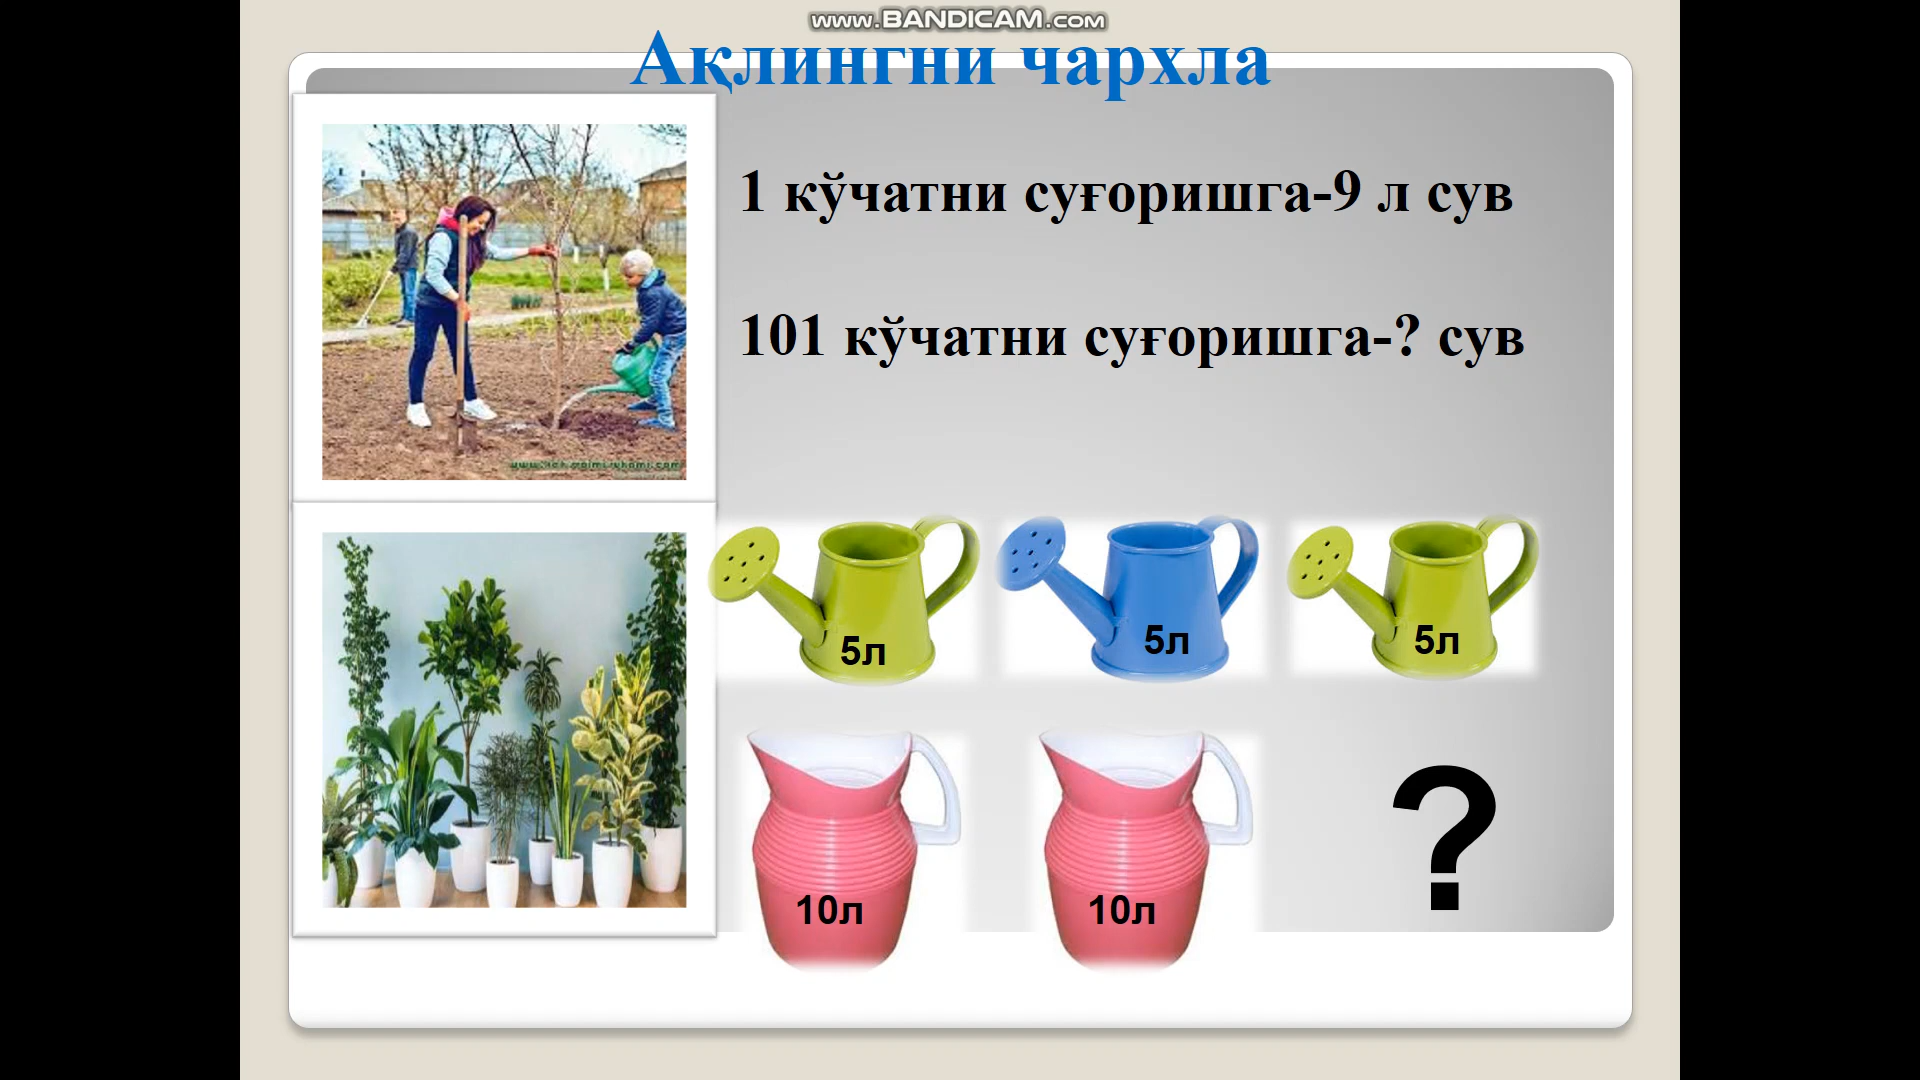 www.BANDICAM.com
Ақлингни чархла
1 кўчатни суғоришга-9 л сув
101 кўчатни суғоришга-? сув
5л
5л
5л
10л
10л
?